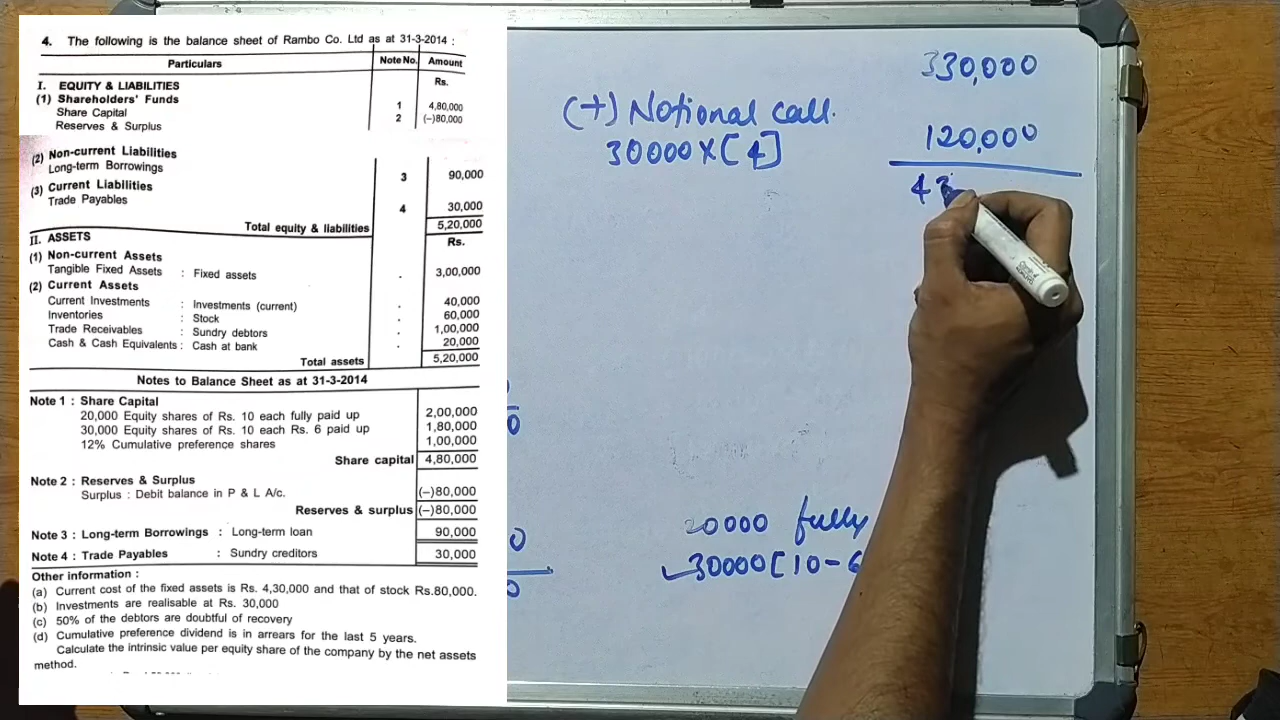 4. The following is the balance sheet of Rambo Co. Ltd as at 31-3-2014 :
Particulars Note No. Amount
Rs.
I. EQUITY & LIABILITIES
(1) Shareholders' Funds
Share Capital 1 4,80,000
Reserves & Surplus 2 (–)80,000
(2) Non-current Liabilities
Long-term Borrowings 3 90,000
(3) Current Liabilities
Trade Payables 4 30,000
Total equity & liabilities 5,20,000
II. ASSETS Rs.
(1) Non-current Assets
Tangible Fixed Assets : Fixed assets . 3,00,000
(2) Current Assets
Current Investments : Investments (current) . 40,000
Inventories : Stock . 60,000
Trade Receivables : Sundry debtors . 1,00,000
Cash & Cash Equivalents : Cash at bank . 20,000
Total assets 5,20,000
Notes to Balance Sheet as at 31-3-2014
Note 1 : Share Capital
20,000 Equity shares of Rs. 10 each fully paid up 2,00,000
30,000 Equity shares of Rs. 10 each Rs. 6 paid up 1,80,000
12% Cumulative preference shares 1,00,000
Share capital 4,80,000
Note 2 : Reserves & Surplus
Surplus : Debit balance in P & L A/c. (–)80,000
Reserves & surplus (–)80,000
Note 3 : Long-term Borrowings : Long-term loan 90,000
Note 4 : Trade Payables : Sundry creditors 30,000
Other information :
(a) Current cost of the fixed assets is Rs. 4,30,000 and that of stock Rs.80,000.
(b) Investments are realisable at Rs. 30,000
(c) 50% of the debtors are doubtful of recovery
(d) Cumulative preference dividend is in arrears for the last 5 years.
Calculate the intrinsic value per equity share of the company by the net assets
method.
330,000
(+) Notional call.
30000 X [4] 120,000
20000 fully
30000 [10-6